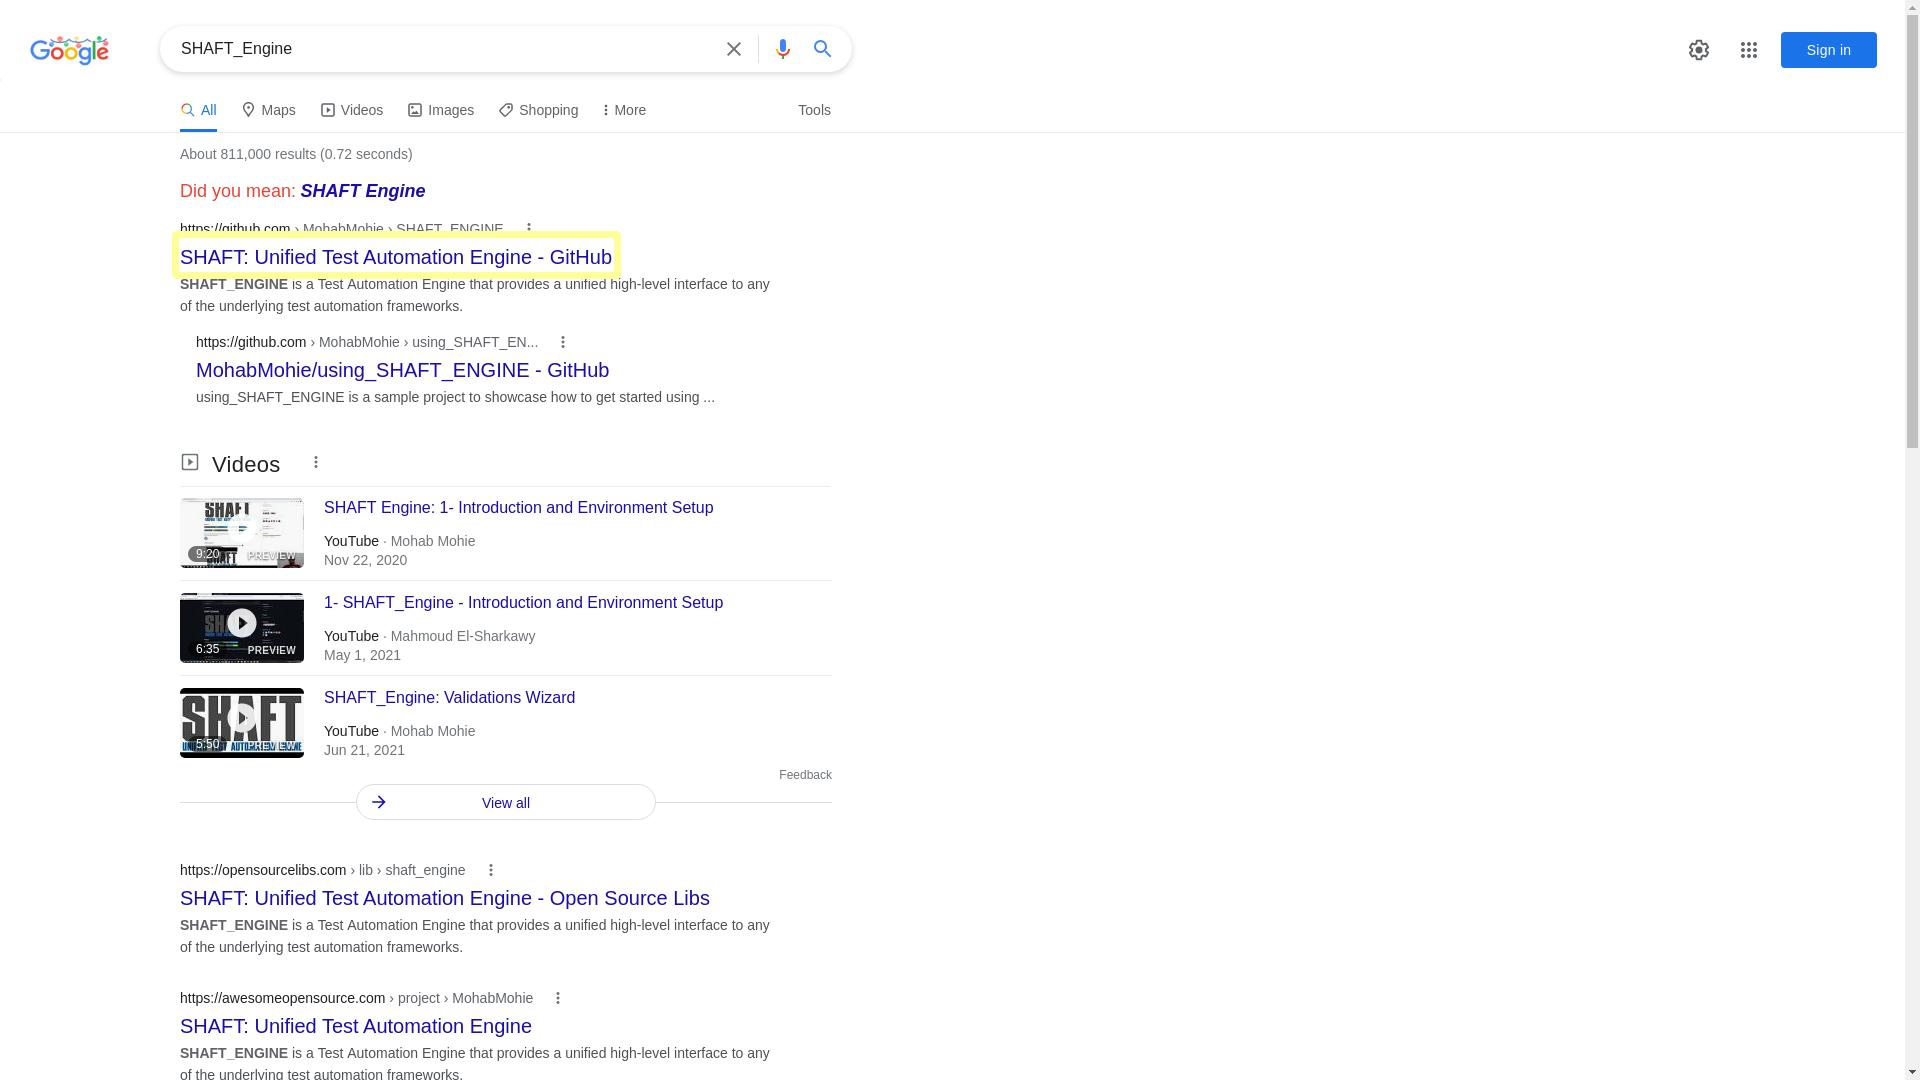 Google
SHAFT_Engine
Sign in
All
Maps
Videos
Images
Shopping
More
Tools
About 811,000 results (0.72 seconds)
Did you mean: SHAFT Engine
https://github.com › MohabMohie › SHAFT_ENGINE
SHAFT: Unified Test Automation Engine - GitHub
SHAFT_ENGINE is a Test Automation Engine that provides a unified high-level interface to any
of the underlying test automation frameworks.
https://github.com › MohabMohie › using_SHAFT_EN...
MohabMohie/using_SHAFT_ENGINE - GitHub
using_SHAFT_ENGINE is a sample project to showcase how to get started using ...
Videos
SHAFT
9:20
PREVIEW
SHAFT Engine: 1- Introduction and Environment Setup
YouTube · Mohab Mohie
Nov 22, 2020
6:35
PREVIEW
1- SHAFT_Engine - Introduction and Environment Setup
YouTube · Mahmoud El-Sharkawy
May 1, 2021
SHAFT
5:50
PREVIEW
SHAFT_Engine: Validations Wizard
YouTube · Mohab Mohie
Jun 21, 2021
Feedback
View all
https://opensourcelibs.com › lib › shaft_engine
SHAFT: Unified Test Automation Engine - Open Source Libs
SHAFT_ENGINE is a Test Automation Engine that provides a unified high-level interface to any
of the underlying test automation frameworks.
https://awesomeopensource.com › project › MohabMohie
SHAFT: Unified Test Automation Engine
SHAFT_ENGINE is a Test Automation Engine that provides a unified high-level interface to any
of the underlying test automation frameworks.